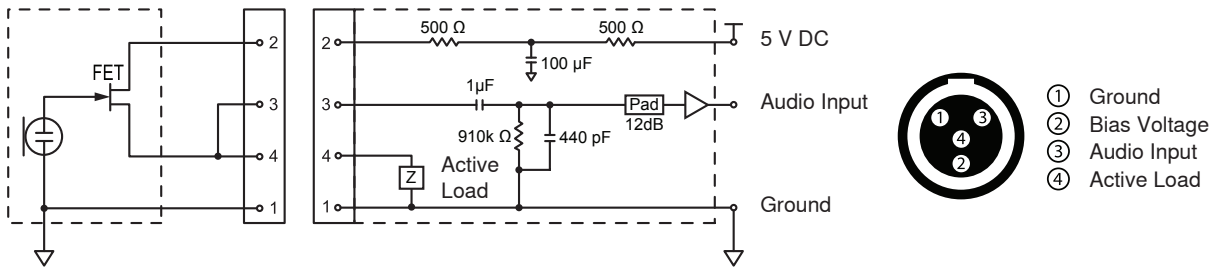 FET
2
3
4
1
2
3
4
1
500 Ω
500 Ω
100 µF
1µF
910k Ω
440 pF
Pad
12dB
Z
Active
Load
5 V DC
Audio Input
Ground
1
3
4
2
1 Ground
2 Bias Voltage
3 Audio Input
4 Active Load